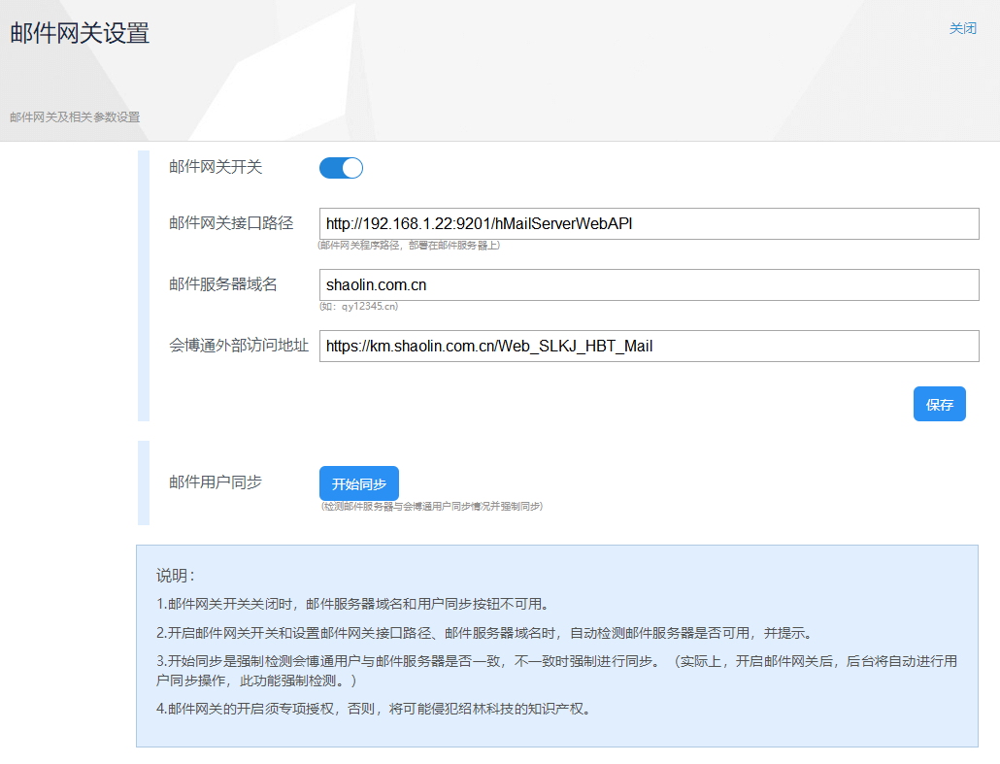 邮件网关设置
关闭
邮件网关及相关参数设置
邮件网关开关
邮件网关接口路径
http://192.168.1.22:9201/hMailServerWebAPI
(邮件网关程序路径，部署在邮件服务器上)
邮件服务器域名
shaolin.com.cn
(如：qy12345.cn)
会博通外部访问地址
https://km.shaolin.com.cn/Web_SLKJ_HBT_Mail
保存
邮件用户同步
开始同步
(检测邮件服务器与会博通用户同步情况并强制同步)
说明：
1.邮件网关开关关闭时，邮件服务器域名和用户同步按钮不可用。
2.开启邮件网关开关和设置邮件网关接口路径、邮件服务器域名时，自动检测邮件服务器是否可用，并提示。
3.开始同步是强制检测会博通用户与邮件服务器是否一致，不一致时强制进行同步。（实际上，开启邮件网关后，后台将自动进行用
户同步操作，此功能强制检测。）
4.邮件网关的开启须专项授权，否则，将可能侵犯绍林科技的知识产权。